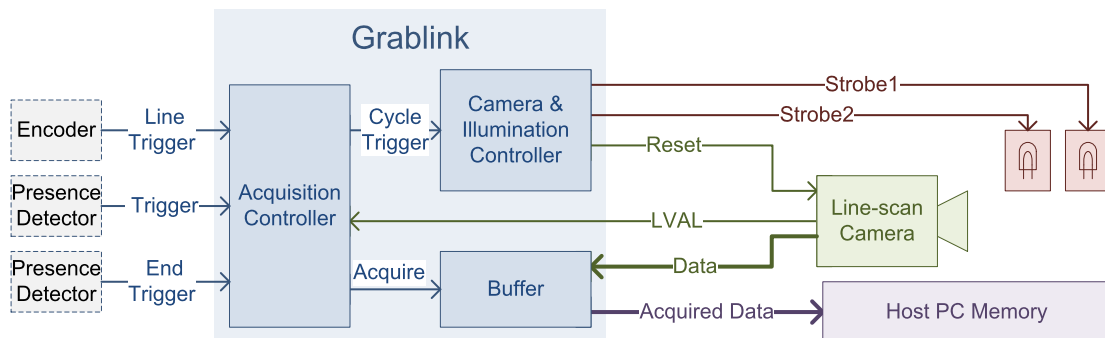 Grablink
Encoder
Line
Trigger
Presence
Detector
Trigger
Presence
Detector
End
Trigger
Acquisition
Controller
Cycle
Trigger
Camera &
Illumination
Controller
Acquire
Buffer
Strobe1
Strobe2
Reset
LVAL
Data
Line-scan
Camera
Acquired Data
Host PC Memory